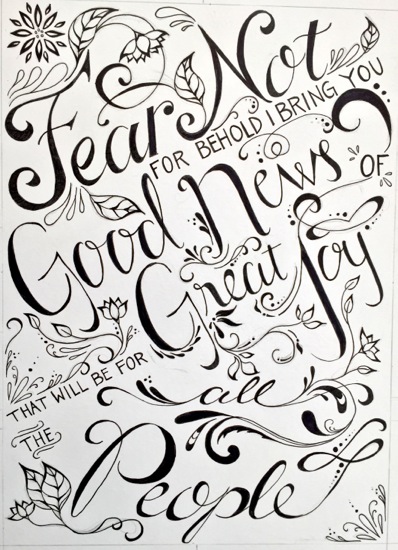 Fear Not
FOR BEHOLD I BRING YOU
Good News OF
Great Joy
THAT WILL BE FOR
all
THE
People